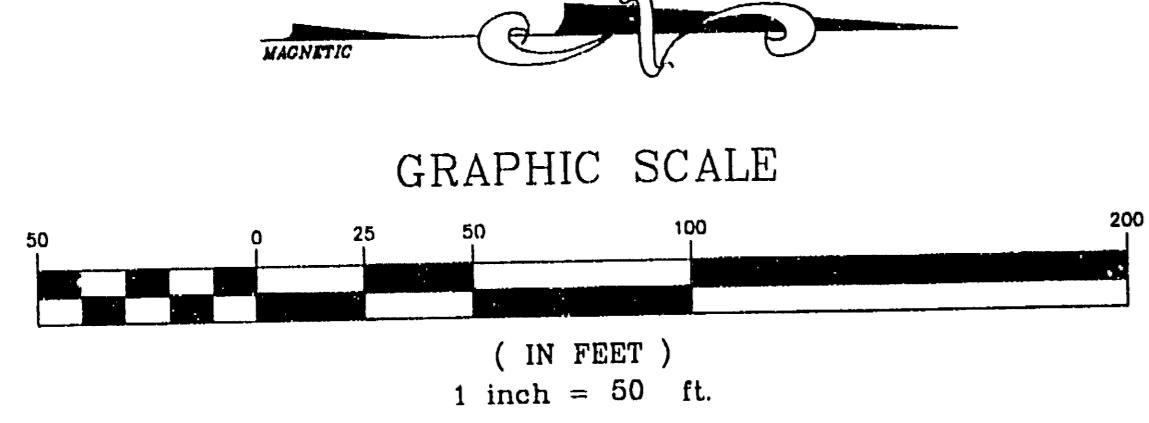 MAGNETIC
GRAPHIC SCALE
50 0 25 50 100 200
( IN FEET )
1 inch = 50 ft.